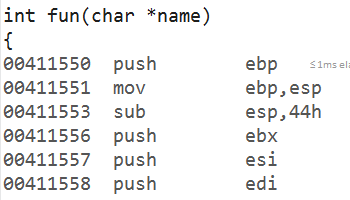 int fun(char *name)
{
00411550 push ebp ≤1ms ela
00411551 mov ebp,esp
00411553 sub esp,44h
00411556 push ebx
00411557 push esi
00411558 push edi